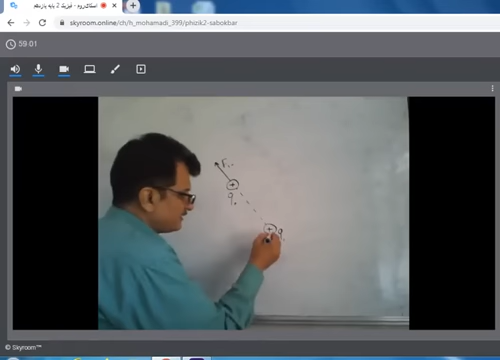 اسکای‌روم - فیزیک 2 پایه یازدهم
skyroom.online/ch/h_mohamadi_399/phizik2-sabokbar
59:01
+
+
© Skyroom™